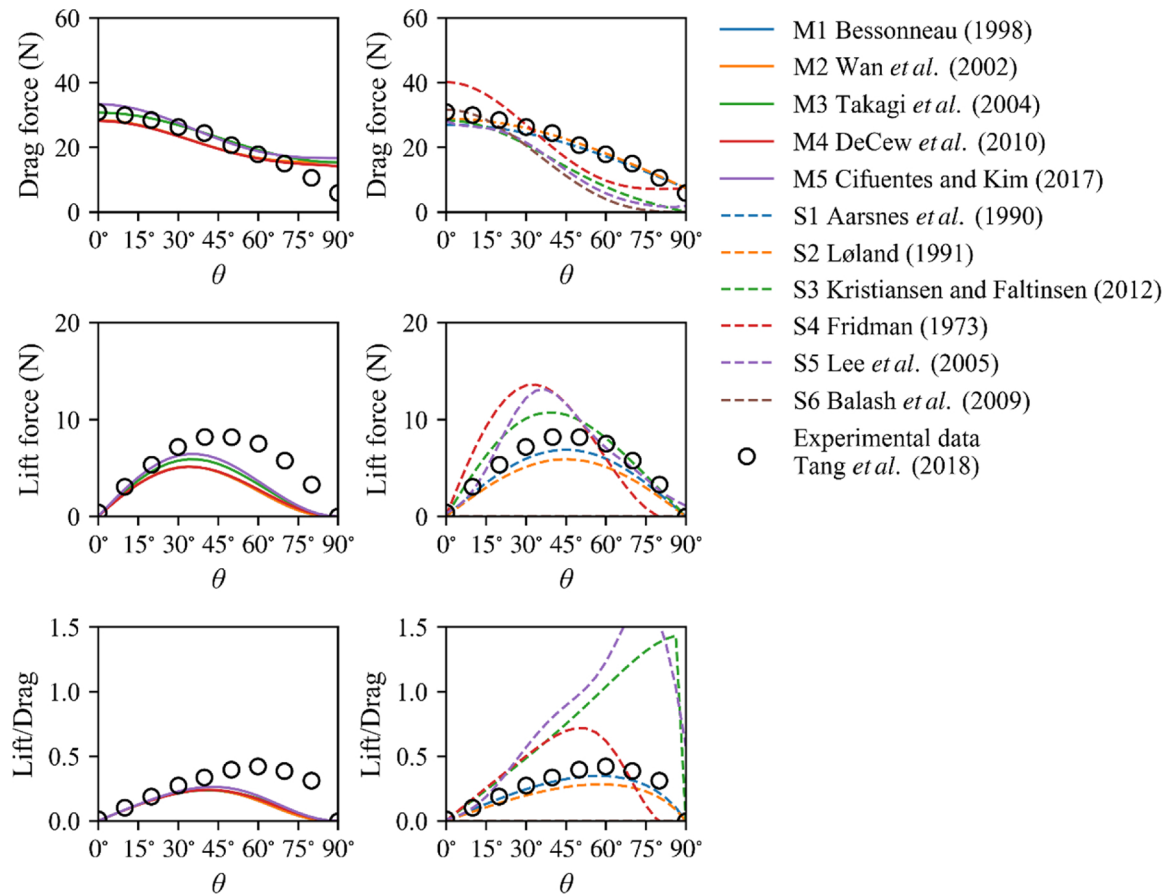 60
40
20
0
Drag force (N)
0° 15° 30° 45° 60° 75° 90°
θ
60
40
20
0
Drag force (N)
0° 15° 30° 45° 60° 75° 90°
θ
20
10
0
Lift force (N)
0° 15° 30° 45° 60° 75° 90°
θ
20
10
0
Lift force (N)
0° 15° 30° 45° 60° 75° 90°
θ
1.5
1.0
0.5
0.0
Lift/Drag
0° 15° 30° 45° 60° 75° 90°
θ
1.5
1.0
0.5
0.0
Lift/Drag
0° 15° 30° 45° 60° 75° 90°
θ
M1 Bessonneau (1998)
M2 Wan et al. (2002)
M3 Takagi et al. (2004)
M4 DeCew et al. (2010)
M5 Cifuentes and Kim (2017)
S1 Aarsnes et al. (1990)
S2 Løland (1991)
S3 Kristiansen and Faltinsen (2012)
S4 Fridman (1973)
S5 Lee et al. (2005)
S6 Balash et al. (2009)
Experimental data
Tang et al. (2018)